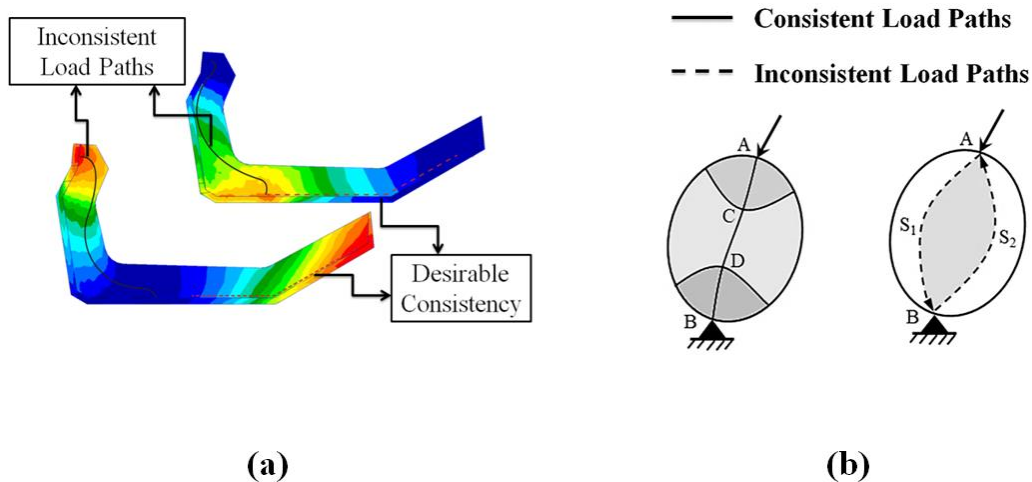 Inconsistent
Load Paths
Desirable
Consistency
(a)
Consistent Load Paths
Inconsistent Load Paths
A
C
D
B
A
S1
S2
B
(b)